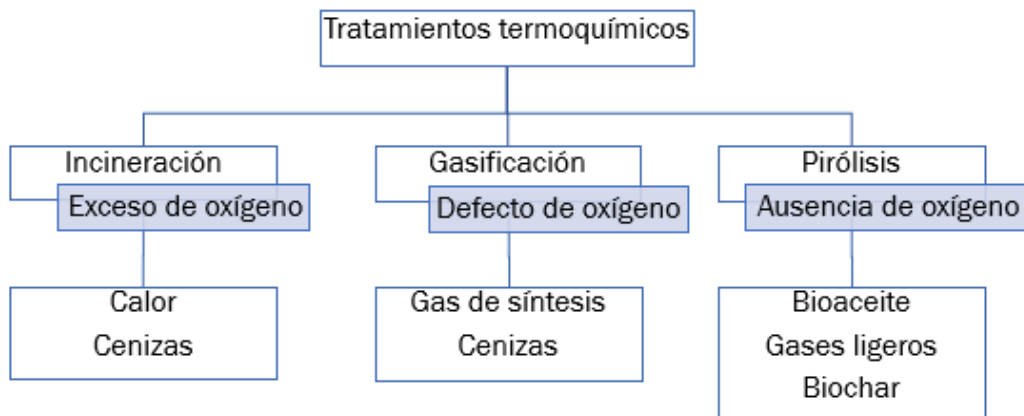 Tratamientos termoquímicos
Incineración
Exceso de oxígeno
Calor
Cenizas
Gasificación
Defecto de oxígeno
Gas de síntesis
Cenizas
Pirólisis
Ausencia de oxígeno
Bioaceite
Gases ligeros
Biochar